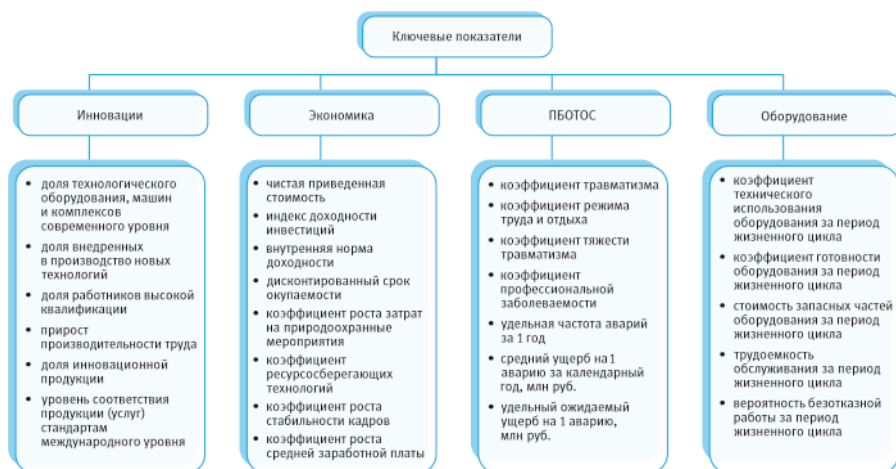 Ключевые показатели
Инновации
доля технологического
оборудования, машин
и комплексов
современного уровня
доля внедренных
в производство новых
технологий
доля работников высокой
квалификации
прирост
производительности труда
доля инновационной
продукции
уровень соответствия
продукции (услуг)
стандартам
международного уровня
Экономика
чистая приведенная
стоимость
индекс доходности
инвестиций
внутренняя норма
доходности
дисконтированный срок
окупаемости
коэффициент роста затрат
на природоохранные
мероприятия
коэффициент
ресурсосберегающих
технологий
коэффициент роста
стабильности кадров
коэффициент роста
средней заработной платы
ПБОТОС
коэффициент травматизма
коэффициент режима
труда и отдыха
коэффициент тяжести
травматизма
коэффициент
профессиональной
заболеваемости
удельная частота аварий
за 1 год
средний ущерб на 1
аварию за календарный
год, млн руб.
удельный ожидаемый
ущерб на 1 аварию,
млн руб.
Оборудование
коэффициент
технического
использования
оборудования за период
жизненного цикла
коэффициент готовности
оборудования за период
жизненного цикла
стоимость запасных частей
оборудования за период
жизненного цикла
трудоемкость
обслуживания за период
жизненного цикла
вероятность безотказной
работы за период
жизненного цикла